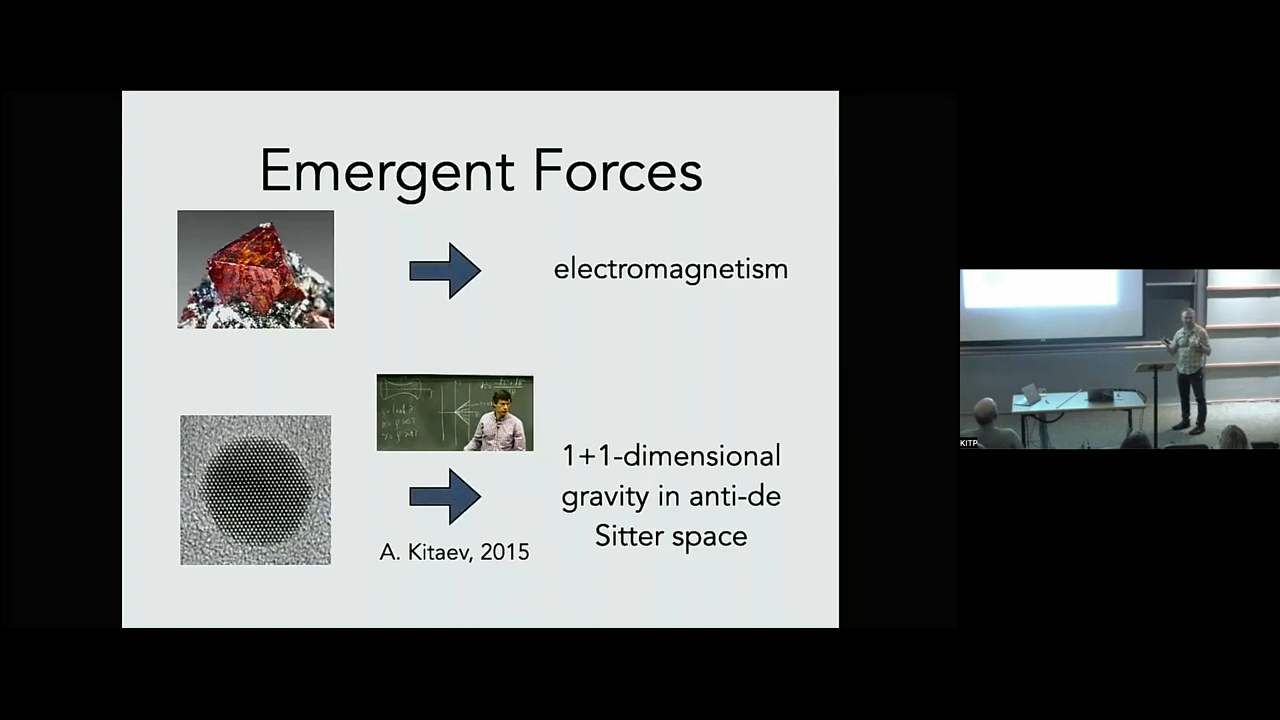 Emergent Forces
electromagnetism
1+1-dimensional
gravity in anti-de
Sitter space
A. Kitaev, 2015
KITP